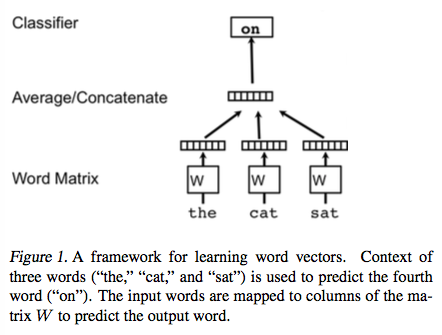 Classifier
on
Average/Concatenate
Word Matrix
W W W
the cat sat
Figure 1. A framework for learning word vectors. Context of
three words (“the,” “cat,” and “sat”) is used to predict the fourth
word (“on”). The input words are mapped to columns of the ma-
trix W to predict the output word.